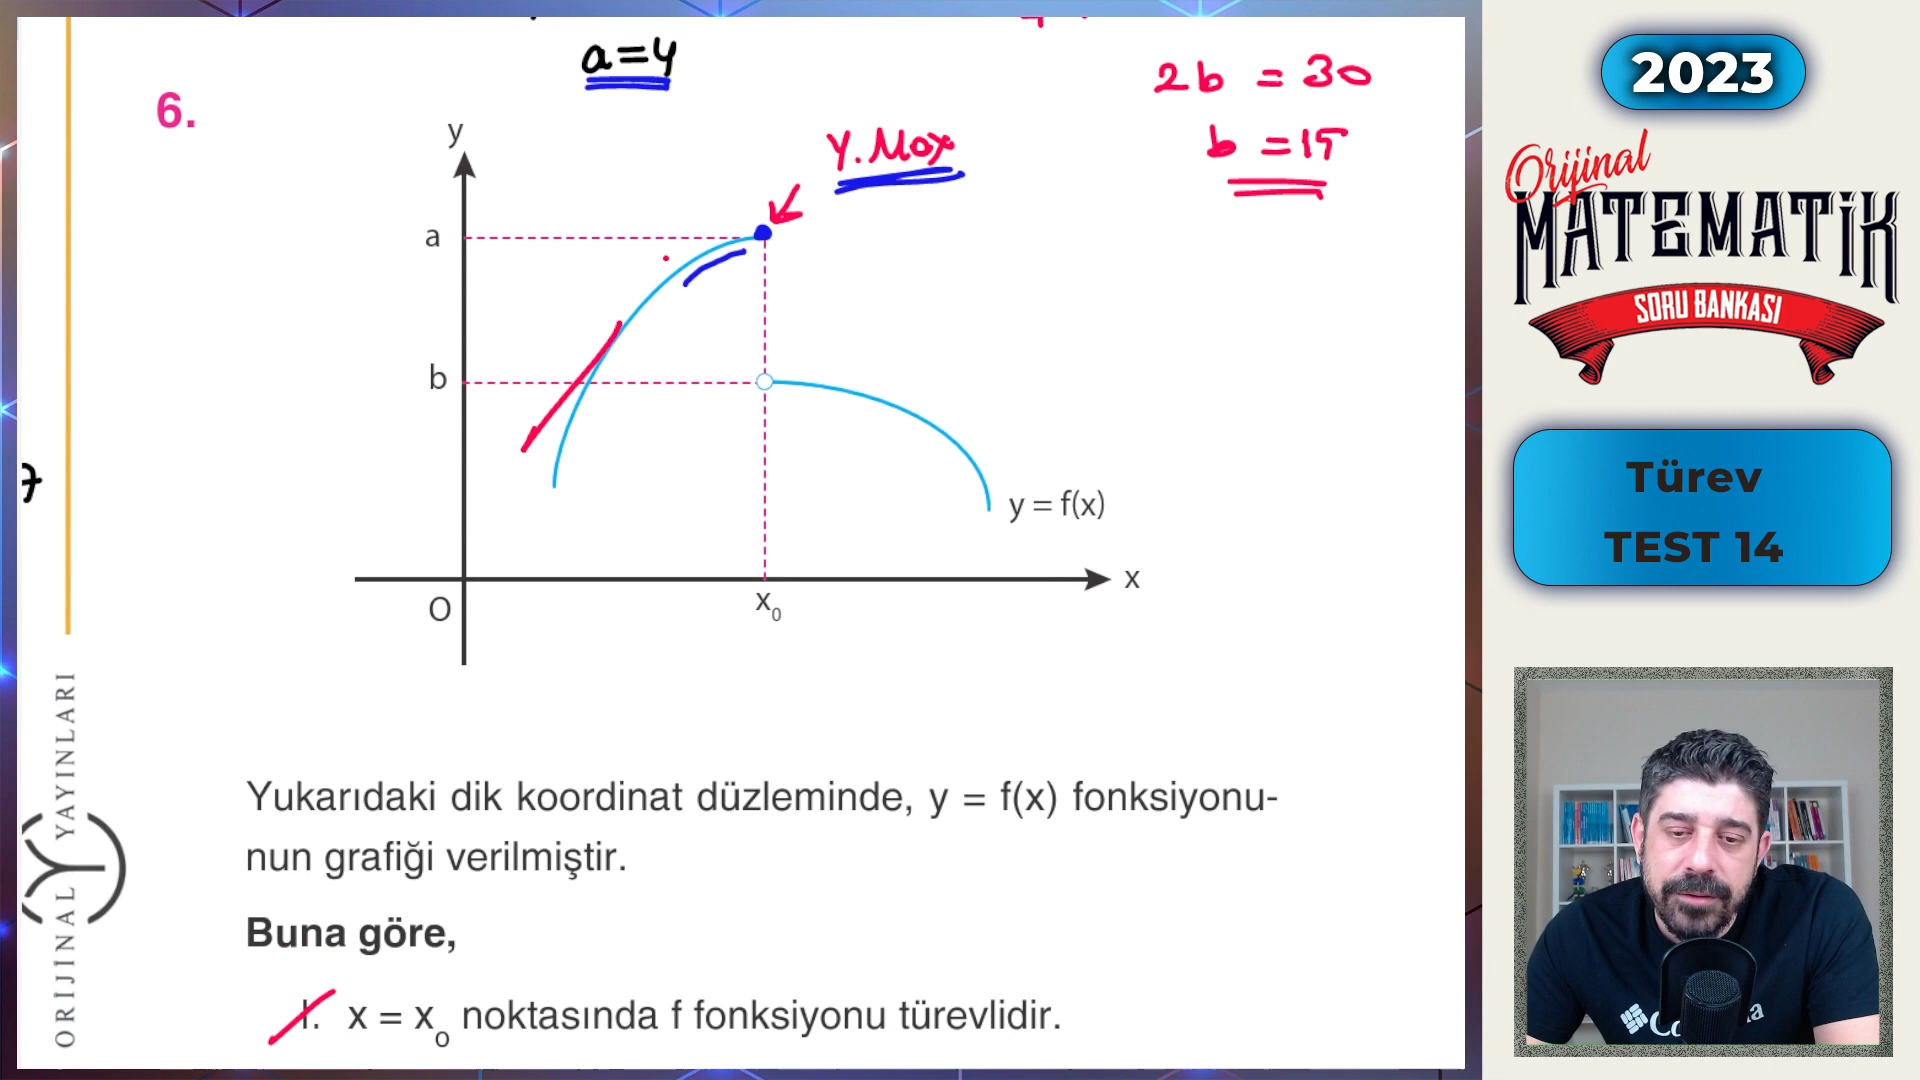 a=4
2b = 30
b = 15
6.
y
Y. Max
a
b
y = f(x)
x
O
x0
Yukarıdaki dik koordinat düzleminde, y = f(x) fonksiyonu-
nun grafiği verilmiştir.
Buna göre,
I. x = xo noktasında f fonksiyonu türevlidir.
ORİJİNAL YAYINLARI
2023
Orijinal
MATEMATİK
SORU BANKASI
Türev
TEST 14